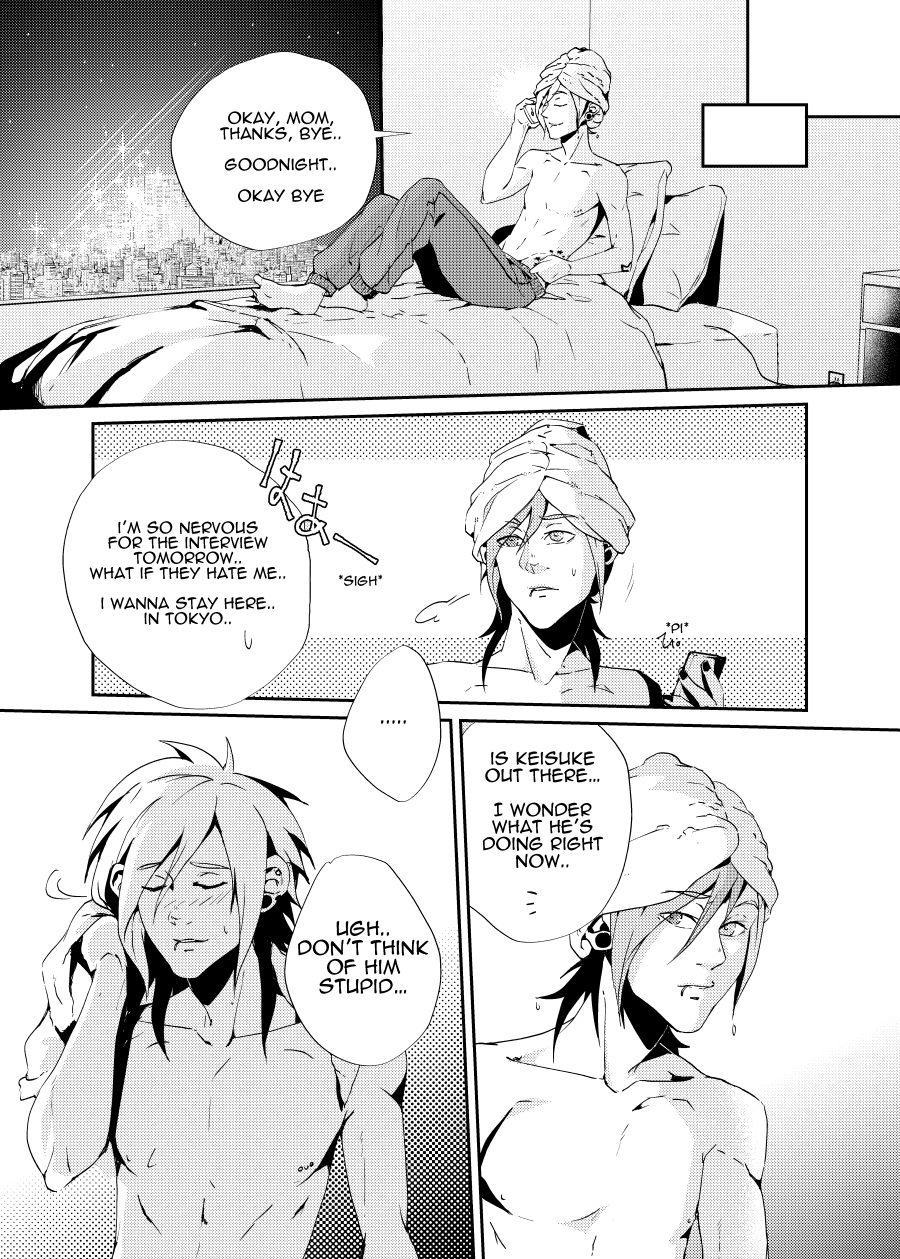 OKAY, MOM,
THANKS, BYE..
GOODNIGHT..
OKAY BYE
はぁぁー
*SIGH*
I'M SO NERVOUS
FOR THE INTERVIEW
TOMORROW..
WHAT IF THEY HATE ME..
I WANNA STAY HERE..
IN TOKYO..
*PI*
ぴ。
IS KEISUKE
OUT THERE...
I WONDER
WHAT HE'S
DOING RIGHT
NOW..
.....
UGH..
DON'T THINK
OF HIM
STUPID...